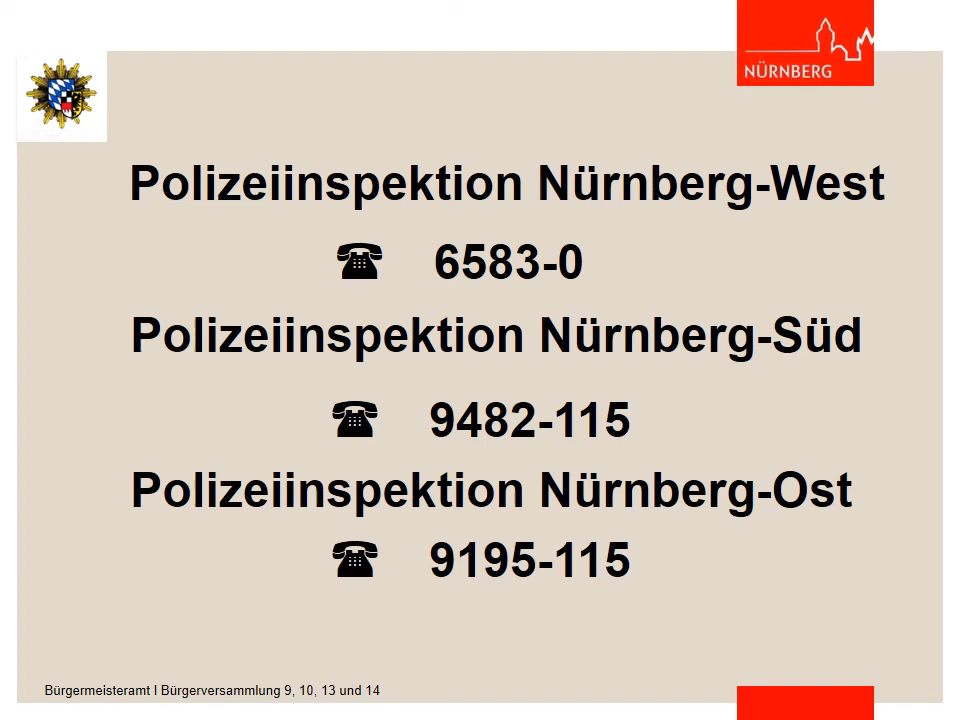 NÜRNBERG
Polizeiinspektion Nürnberg-West
☎ 6583-0
Polizeiinspektion Nürnberg-Süd
☎ 9482-115
Polizeiinspektion Nürnberg-Ost
☎ 9195-115
Bürgermeisteramt I Bürgerversammlung 9, 10, 13 und 14